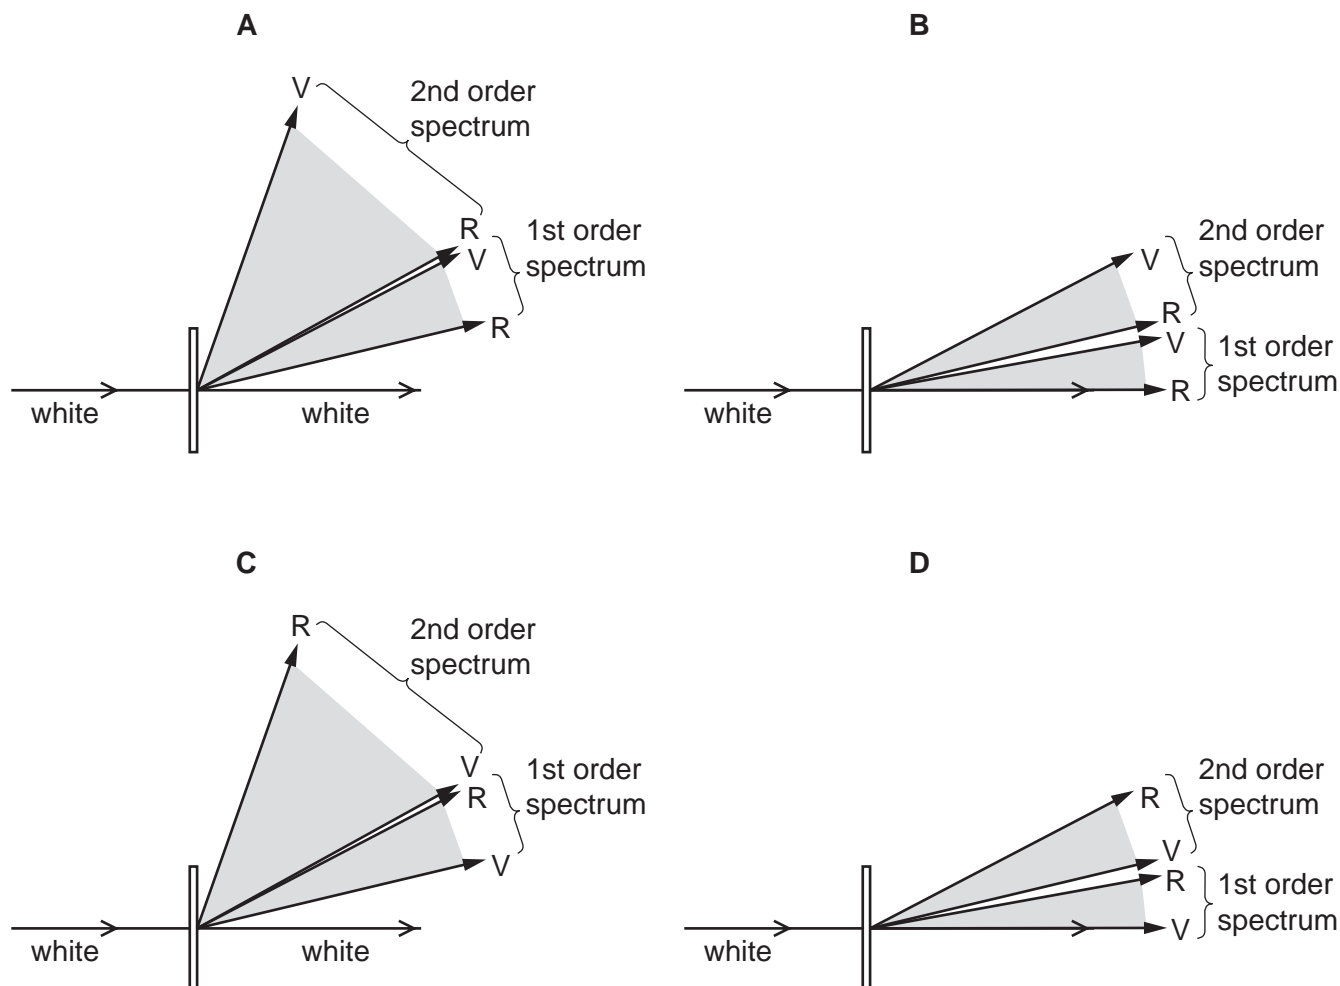 A
V
2nd order
spectrum
R
V
1st order
spectrum
R
white
white
B
V
2nd order
spectrum
R
V
1st order
spectrum
R
white
C
R
2nd order
spectrum
V
R
1st order
spectrum
V
white
white
D
R
2nd order
spectrum
V
R
1st order
spectrum
V
white